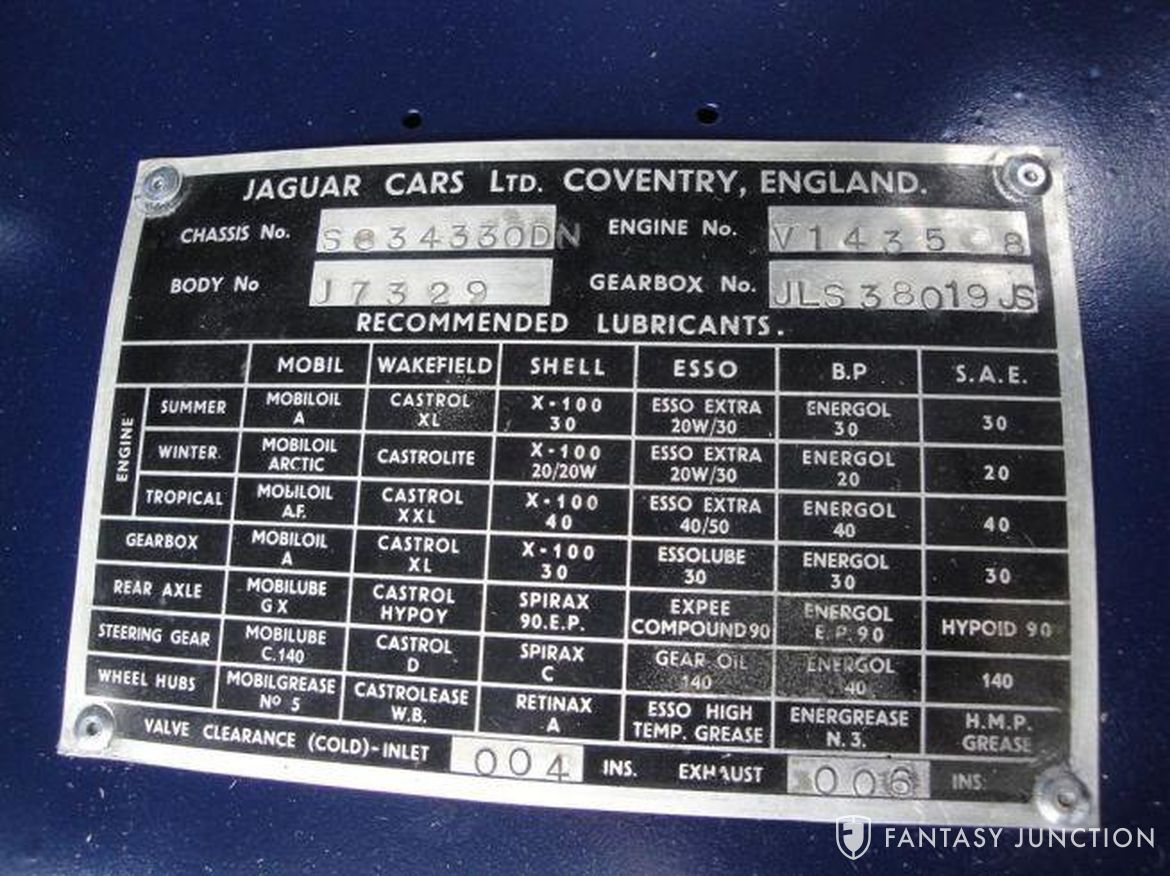 JAGUAR CARS LTD. COVENTRY, ENGLAND.
CHASSIS No. S834330DN ENGINE No. V1435-8
BODY No J7329 GEARBOX No. JLS38019JS
RECOMMENDED LUBRICANTS.
MOBIL WAKEFIELD SHELL ESSO B.P S.A.E.
ENGINE
SUMMER MOBILOIL A CASTROL XL X-100 30 ESSO EXTRA 20W/30 ENERGOL 30 30
WINTER. MOBILOIL ARCTIC CASTROLITE X-100 20/20W ESSO EXTRA 20W/30 ENERGOL 20 20
TROPICAL MOBILOIL A.F. CASTROL XXL X-100 40 ESSO EXTRA 40/50 ENERGOL 40 40
GEARBOX MOBILOIL A CASTROL XL X-100 30 ESSOLUBE 30 ENERGOL 30 30
REAR AXLE MOBILUBE GX CASTROL HYPOY SPIRAX 90.E.P. EXPEE COMPOUND 90 ENERGOL E.P.90 HYPOID 90
STEERING GEAR MOBILUBE C.140 CASTROL D SPIRAX C GEAR OIL 140 ENERGOL 40 140
WHEEL HUBS MOBILGREASE Nº 5 CASTROLEASE W.B. RETINAX A ESSO HIGH TEMP. GREASE ENERGREASE N.3. H.M.P. GREASE
VALVE CLEARANCE (COLD)-INLET 004 INS. EXHAUST 006 INS.
FANTASY JUNCTION